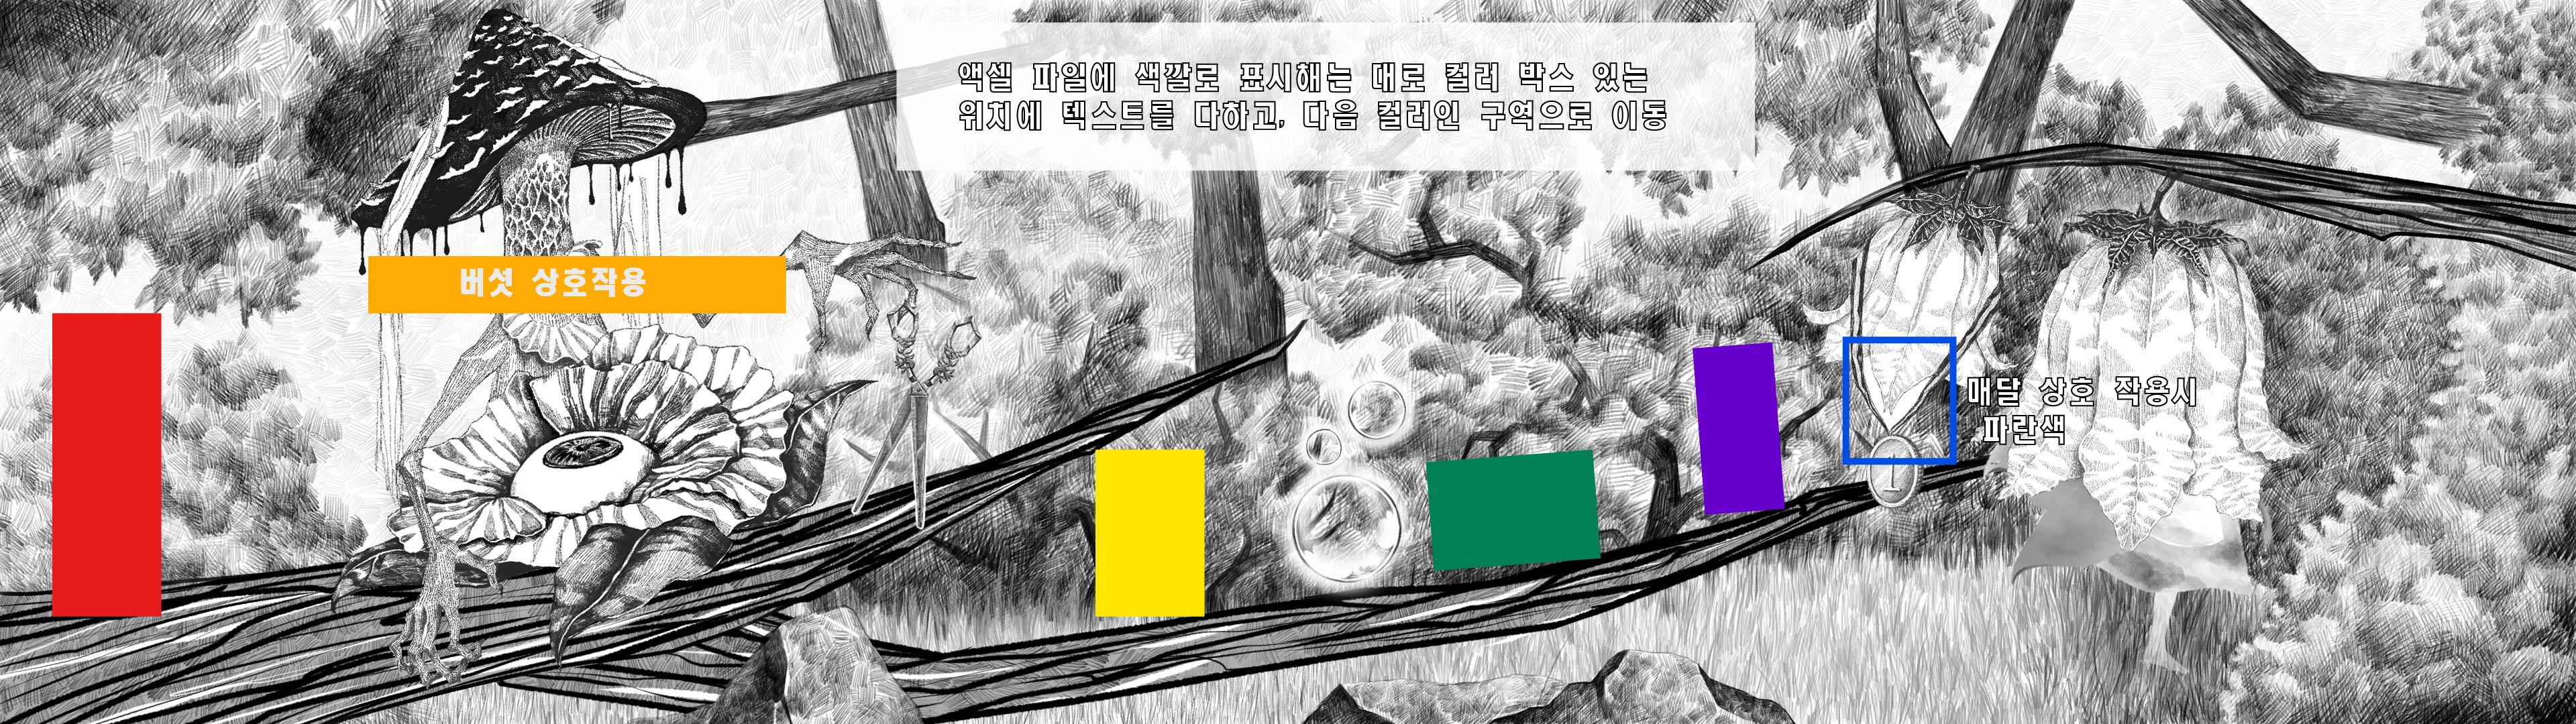 액셀 파일에 색깔로 표시해는 대로 컬러 박스 있는
위치에 텍스트를 다하고, 다음 컬러인 구역으로 이동
버섯 상호작용
매달 상호 작용시
파란색
1